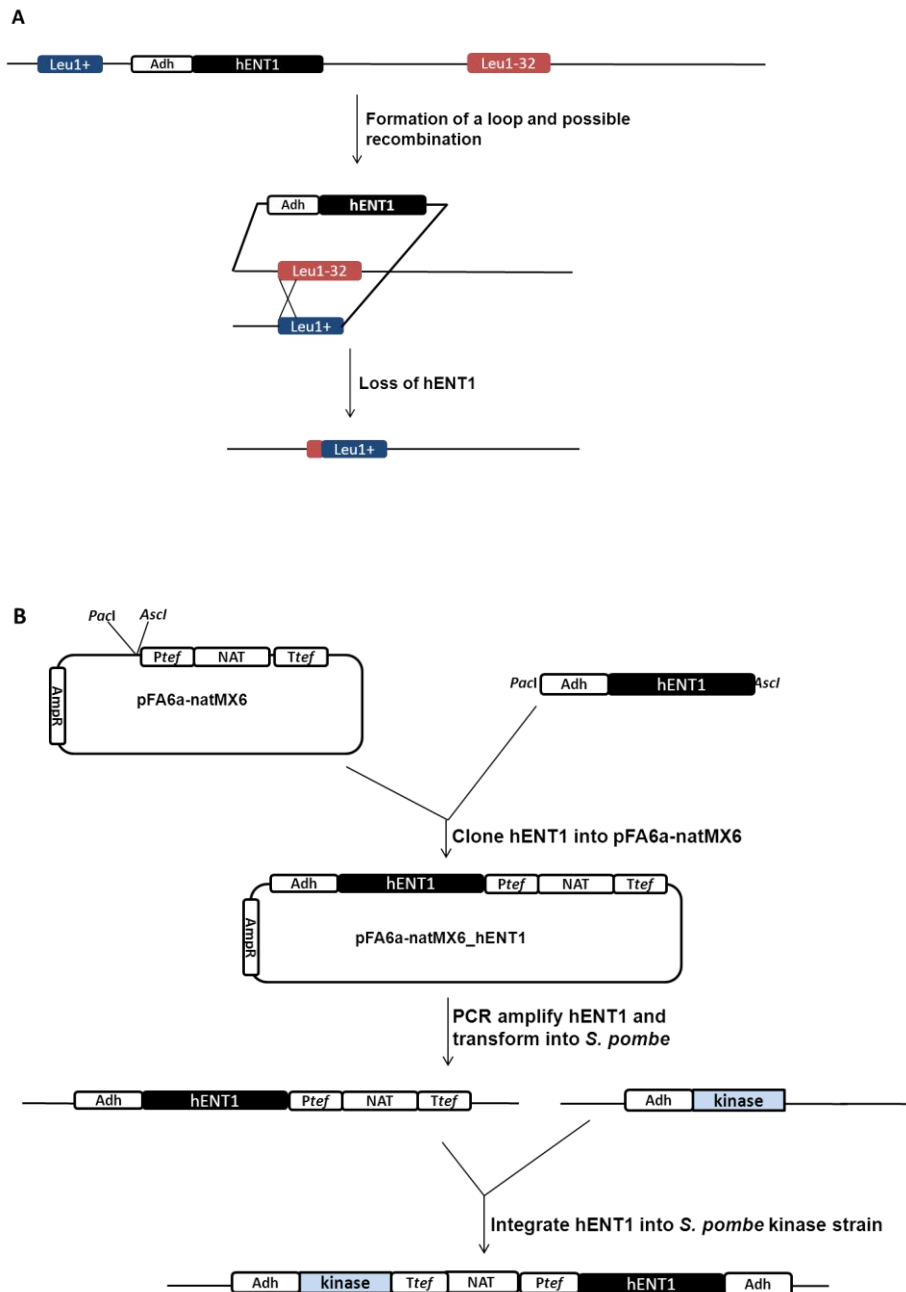 A
Leu1+ Adh hENT1 Leu1-32
Formation of a loop and possible
recombination
Adh hENT1
Leu1-32
Leu1+
Loss of hENT1
Leu1+
B
PacI AscI
Ptef NAT Ttef
AmpR
pFA6a-natMX6
PacI Adh hENT1 AscI
Clone hENT1 into pFA6a-natMX6
Adh hENT1 Ptef NAT Ttef
AmpR
pFA6a-natMX6_hENT1
PCR amplify hENT1 and
transform into S. pombe
Adh hENT1 Ptef NAT Ttef
Adh kinase
Integrate hENT1 into S. pombe kinase strain
Adh kinase Ttef NAT Ptef hENT1 Adh